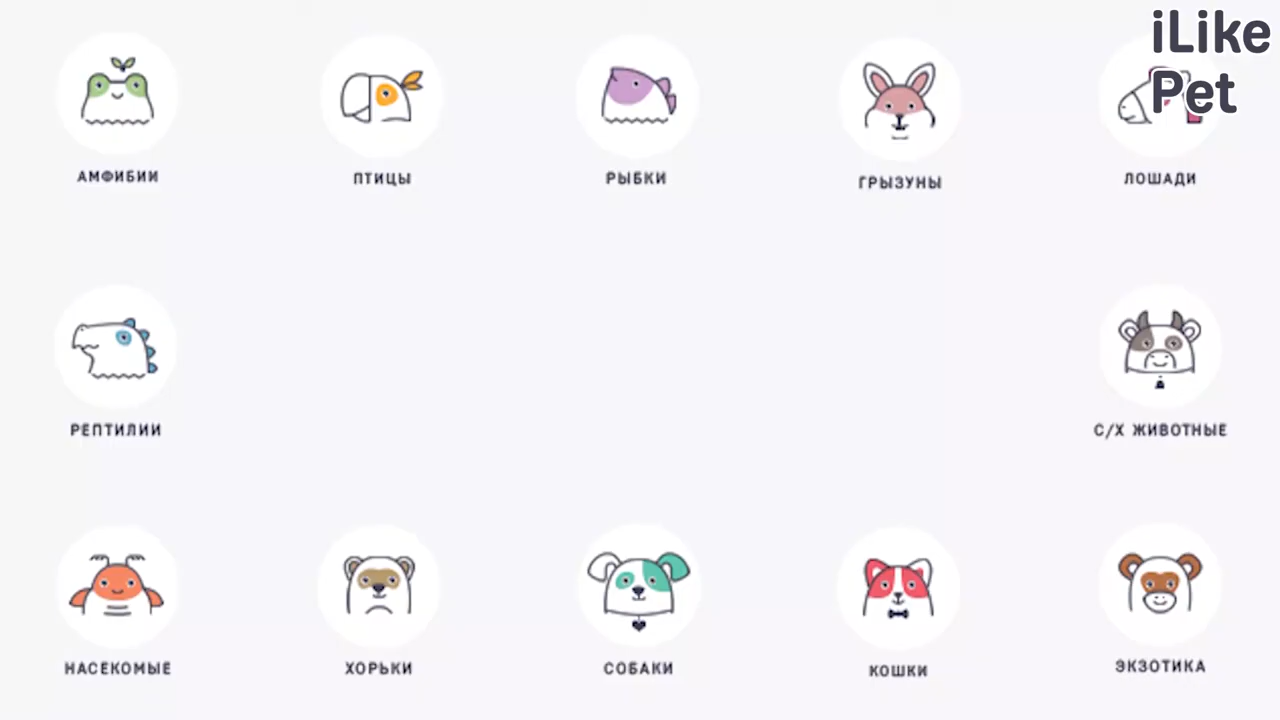 iLike
Pet
АМФИБИИ
ПТИЦЫ
РЫБКИ
ГРЫЗУНЫ
ЛОШАДИ
РЕПТИЛИИ
С/Х ЖИВОТНЫЕ
НАСЕКОМЫЕ
ХОРЬКИ
СОБАКИ
КОШКИ
ЭКЗОТИКА